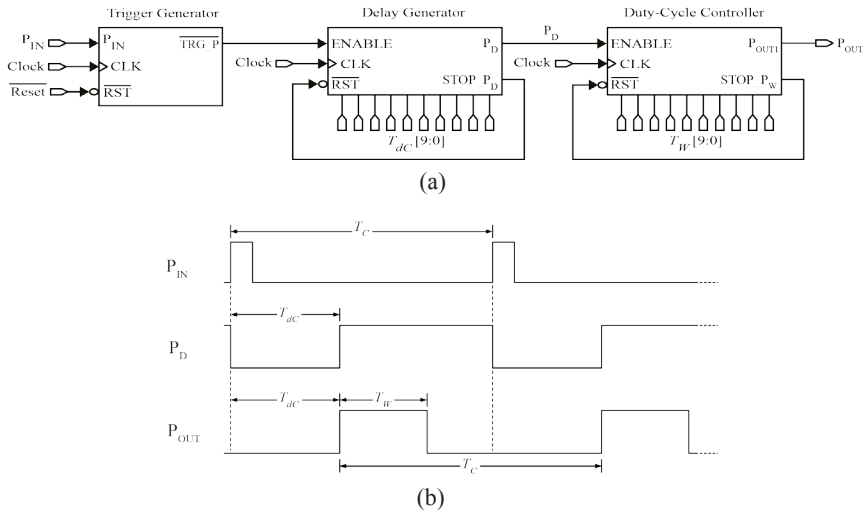 Trigger Generator Delay Generator Duty-Cycle Controller
P_IN P_IN TRG P ENABLE P_D P_D ENABLE P_OUT1 P_OUT
Clock CLK Clock CLK Clock CLK
Reset RST RST STOP P_D RST STOP P_W
T_dC [9:0] T_W [9:0]
(a)
T_C
P_IN
T_dC
P_D
T_dC T_W
P_OUT
T_C
(b)